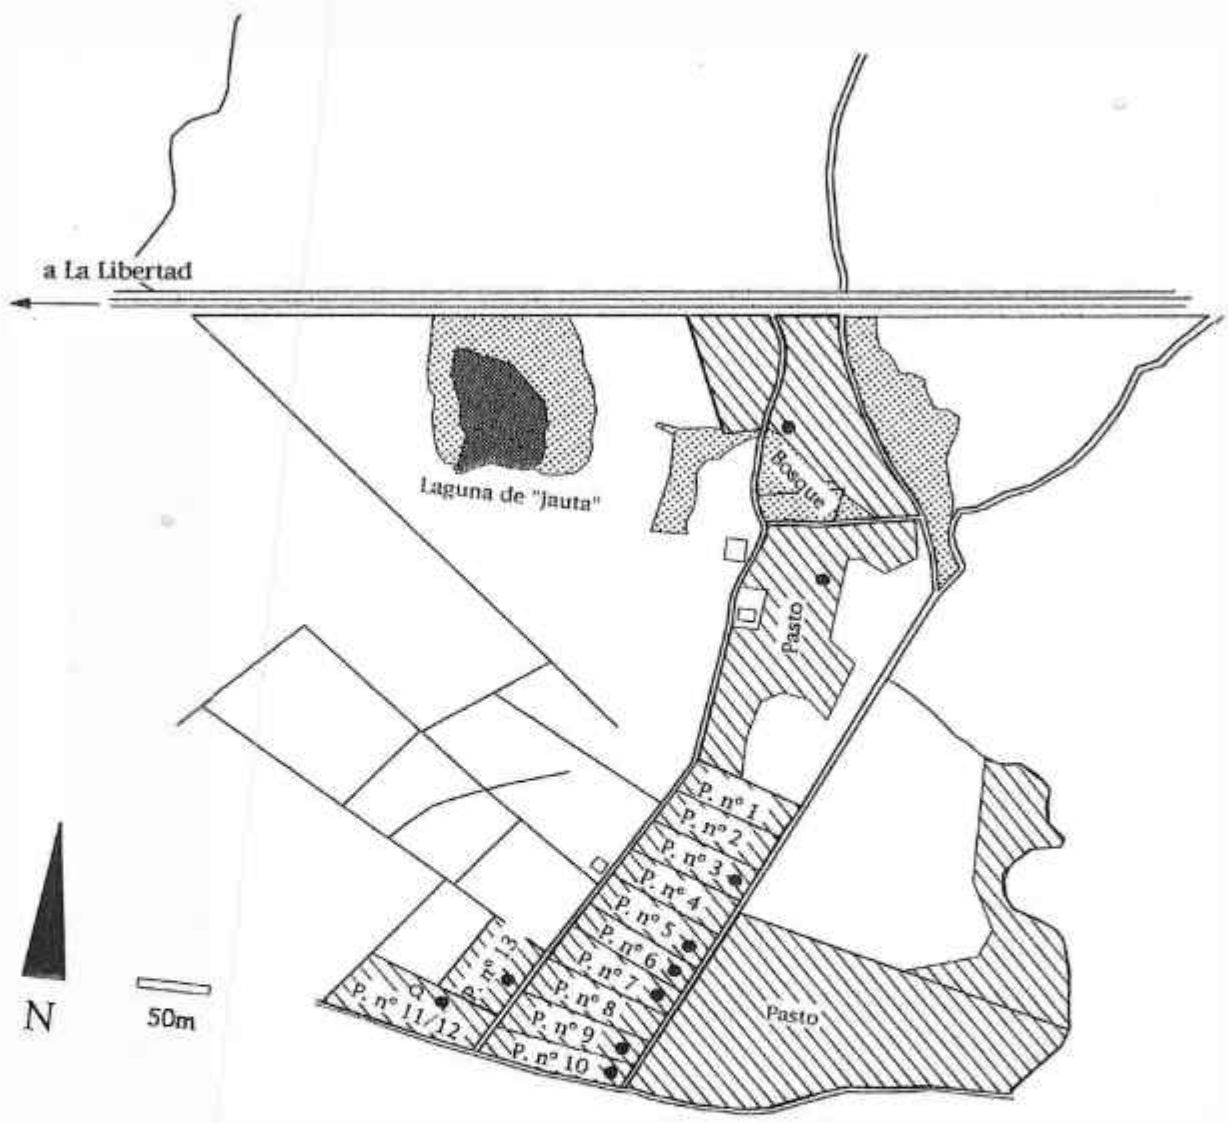 a La Libertad
Laguna de "Jauta"
Bosque
Pasto
P. nº 1
P. nº 2
P. nº 3
P. nº 4
P. nº 5
P. nº 6
P. nº 7
P. nº 8
P. nº 9
P. nº 10
P. nº 13
P. nº 11/12
Pasto
N
50m